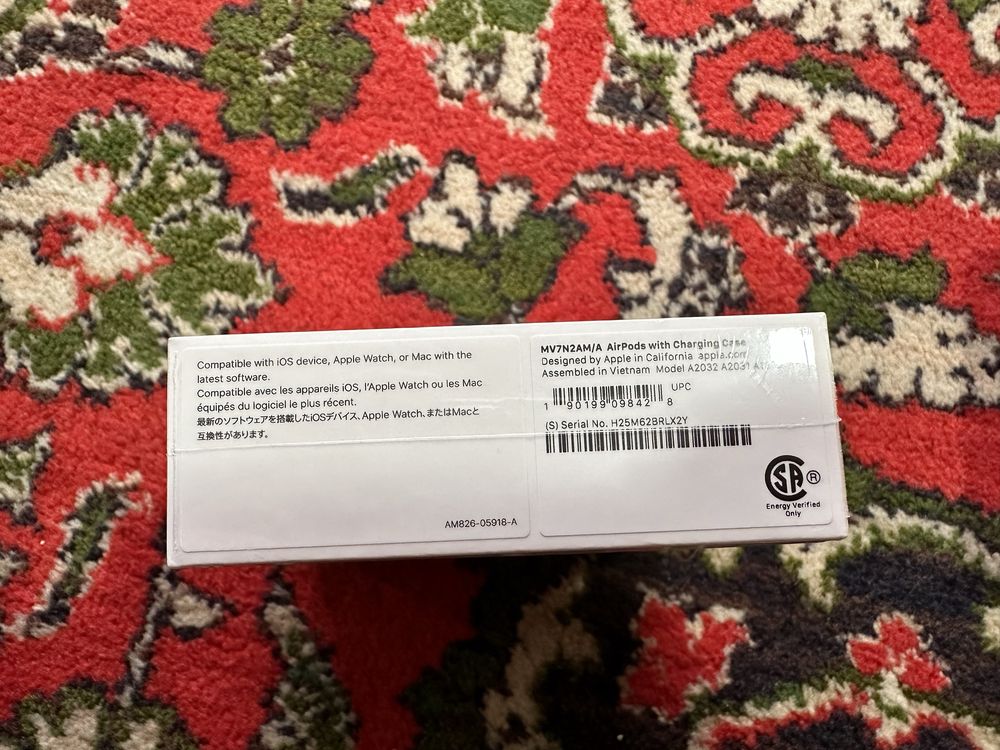 Compatible with iOS device, Apple Watch, or Mac with the
latest software.
Compatible avec les appareils iOS, l'Apple Watch ou les Mac
équipés du logiciel le plus récent.
最新のソフトウェアを搭載したiOSデバイス、Apple Watch、またはMacと
互換性があります。
AM826-05918-A
MV7N2AM/A AirPods with Charging Case
Designed by Apple in California apple.com
Assembled in Vietnam Model A2032 A2031
UPC
1 90199 09842 8
(S) Serial No. H25M62BRLX2Y
SA ®
Energy Verified
Only